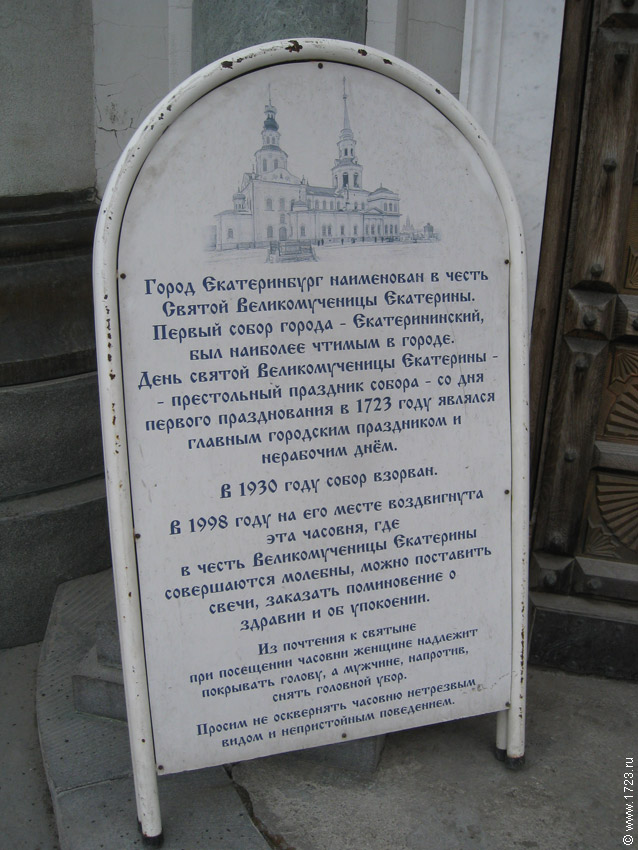 Город Екатеринбург наименован в честь
Святой Великомученицы Екатерины.
Первый собор города - Екатерининский,
был наиболее чтимым в городе.
День святой Великомученицы Екатерины -
- престольный праздник собора - со дня
первого празднования в 1723 году являлся
главным городским праздником и
нерабочим днём.
В 1930 году собор взорван.
В 1998 году на его месте воздвигнута
эта часовня, где
в честь Великомученицы Екатерины
совершаются молебны, можно поставить
свечи, заказать поминовение о
здравии и об упокоении.
Из почтения к святыне
при посещении часовни женщине надлежит
покрывать голову, а мужчине, напротив,
снять головной убор.
Просим не осквернять часовню нетрезвым
видом и непристойным поведением.
© www.1723.ru